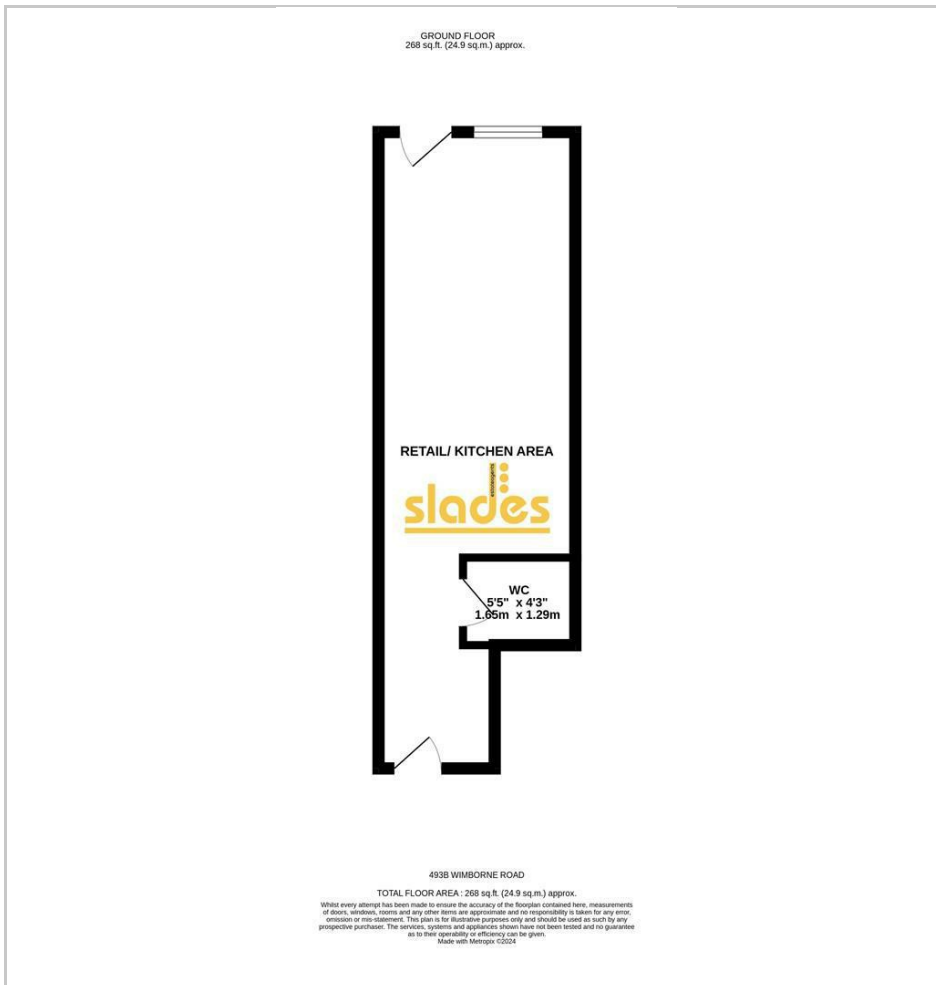 GROUND FLOOR
268 sq.ft. (24.9 sq.m.) approx.
RETAIL/ KITCHEN AREA
slades
WC
5'5" x 4'3"
1.65m x 1.29m
493B WIMBORNE ROAD
TOTAL FLOOR AREA : 268 sq.ft. (24.9 sq.m.) approx.
Whilst every attempt has been made to ensure the accuracy of the floorplan contained here, measurements
of doors, windows, rooms and any other items are approximate and no responsibility is taken for any error,
omission or mis-statement. This plan is for illustrative purposes only and should be used as such by any
prospective purchaser. The services, systems and appliances shown have not been tested and no guarantee
as to their operability or efficiency can be given.
Made with Metropix ©2024